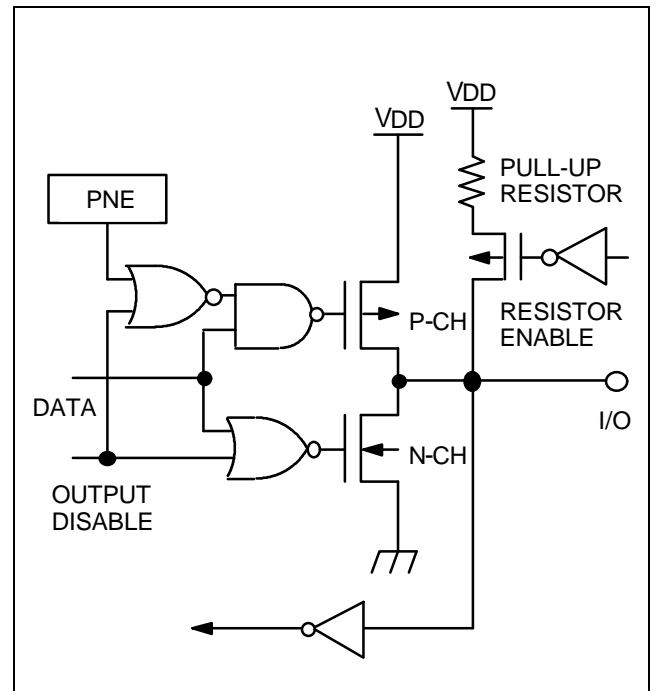 VDD
VDD
PULL-UP
RESISTOR
PNE
P-CH
RESISTOR
ENABLE
DATA
I/O
N-CH
OUTPUT
DISABLE